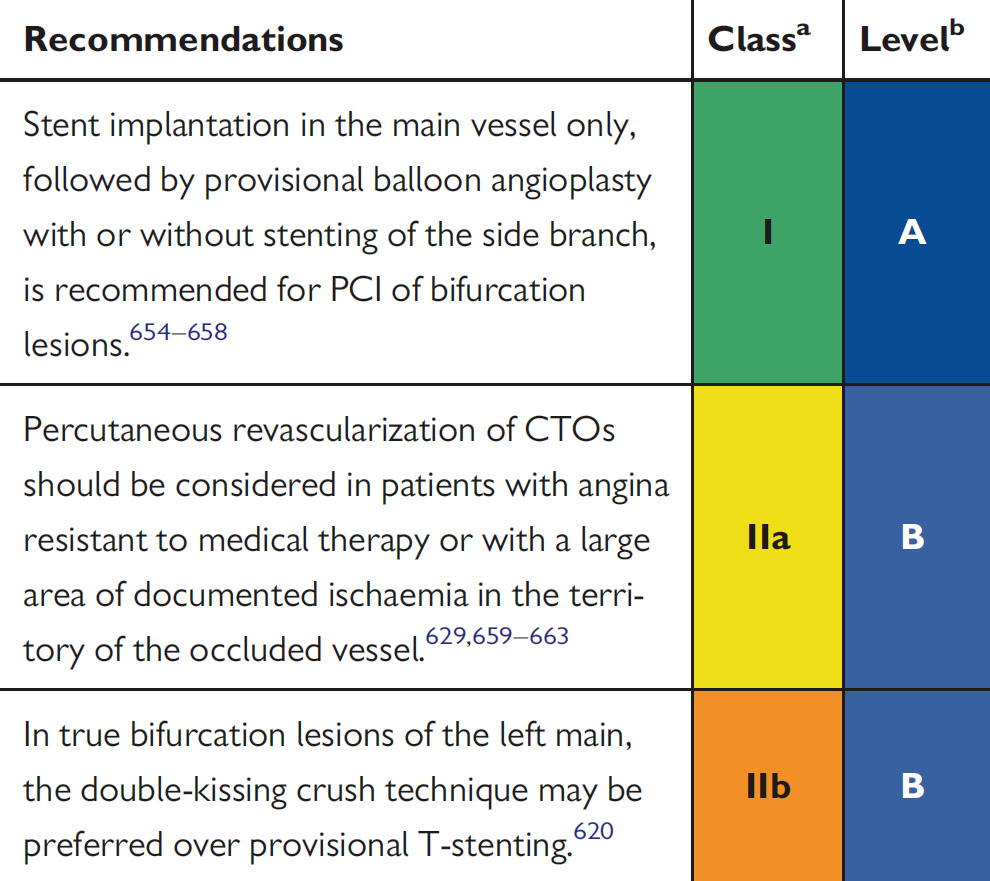 Recommendations Classa Levelb
Stent implantation in the main vessel only,
followed by provisional balloon angioplasty
with or without stenting of the side branch,
is recommended for PCI of bifurcation
lesions.654–658
I
A
Percutaneous revascularization of CTOs
should be considered in patients with angina
resistant to medical therapy or with a large
area of documented ischaemia in the terri-
tory of the occluded vessel.629,659–663
IIa
B
In true bifurcation lesions of the left main,
the double-kissing crush technique may be
preferred over provisional T-stenting.620
IIb
B